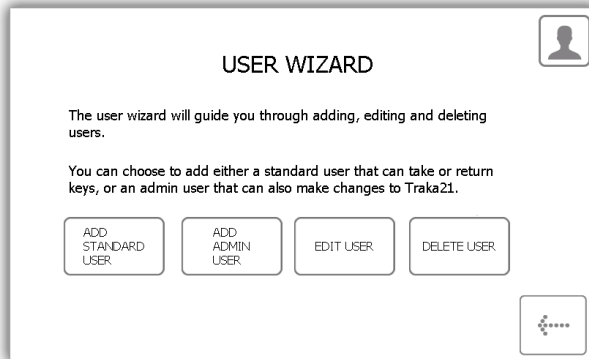 USER WIZARD
The user wizard will guide you through adding, editing and deleting
users.
You can choose to add either a standard user that can take or return
keys, or an admin user that can also make changes to Traka21.
ADD
STANDARD
USER
ADD
ADMIN
USER
EDIT USER
DELETE USER